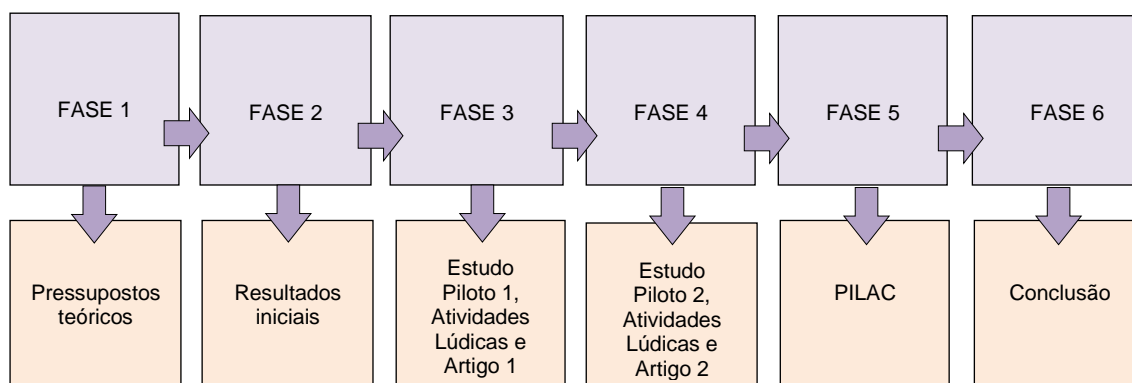 FASE 1
FASE 2
FASE 3
FASE 4
FASE 5
FASE 6
Pressupostos
teóricos
Resultados
iniciais
Estudo
Piloto 1,
Atividades
Lúdicas e
Artigo 1
Estudo
Piloto 2,
Atividades
Lúdicas e
Artigo 2
PILAC
Conclusão